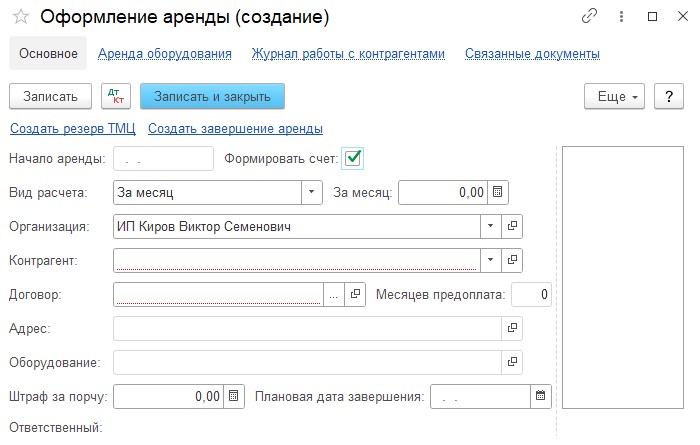 Оформление аренды (создание)
Основное Аренда оборудования Журнал работы с контрагентами Связанные документы
Записать Дт Кт Записать и закрыть Еще ?
Создать резерв ТМЦ Создать завершение аренды
Начало аренды: . . Формировать счет:
Вид расчета: За месяц За месяц: 0,00
Организация: ИП Киров Виктор Семенович
Контрагент:
Договор: ... Месяцев предоплата: 0
Адрес:
Оборудование:
Штраф за порчу: 0,00 Плановая дата завершения: . .
Ответственный: